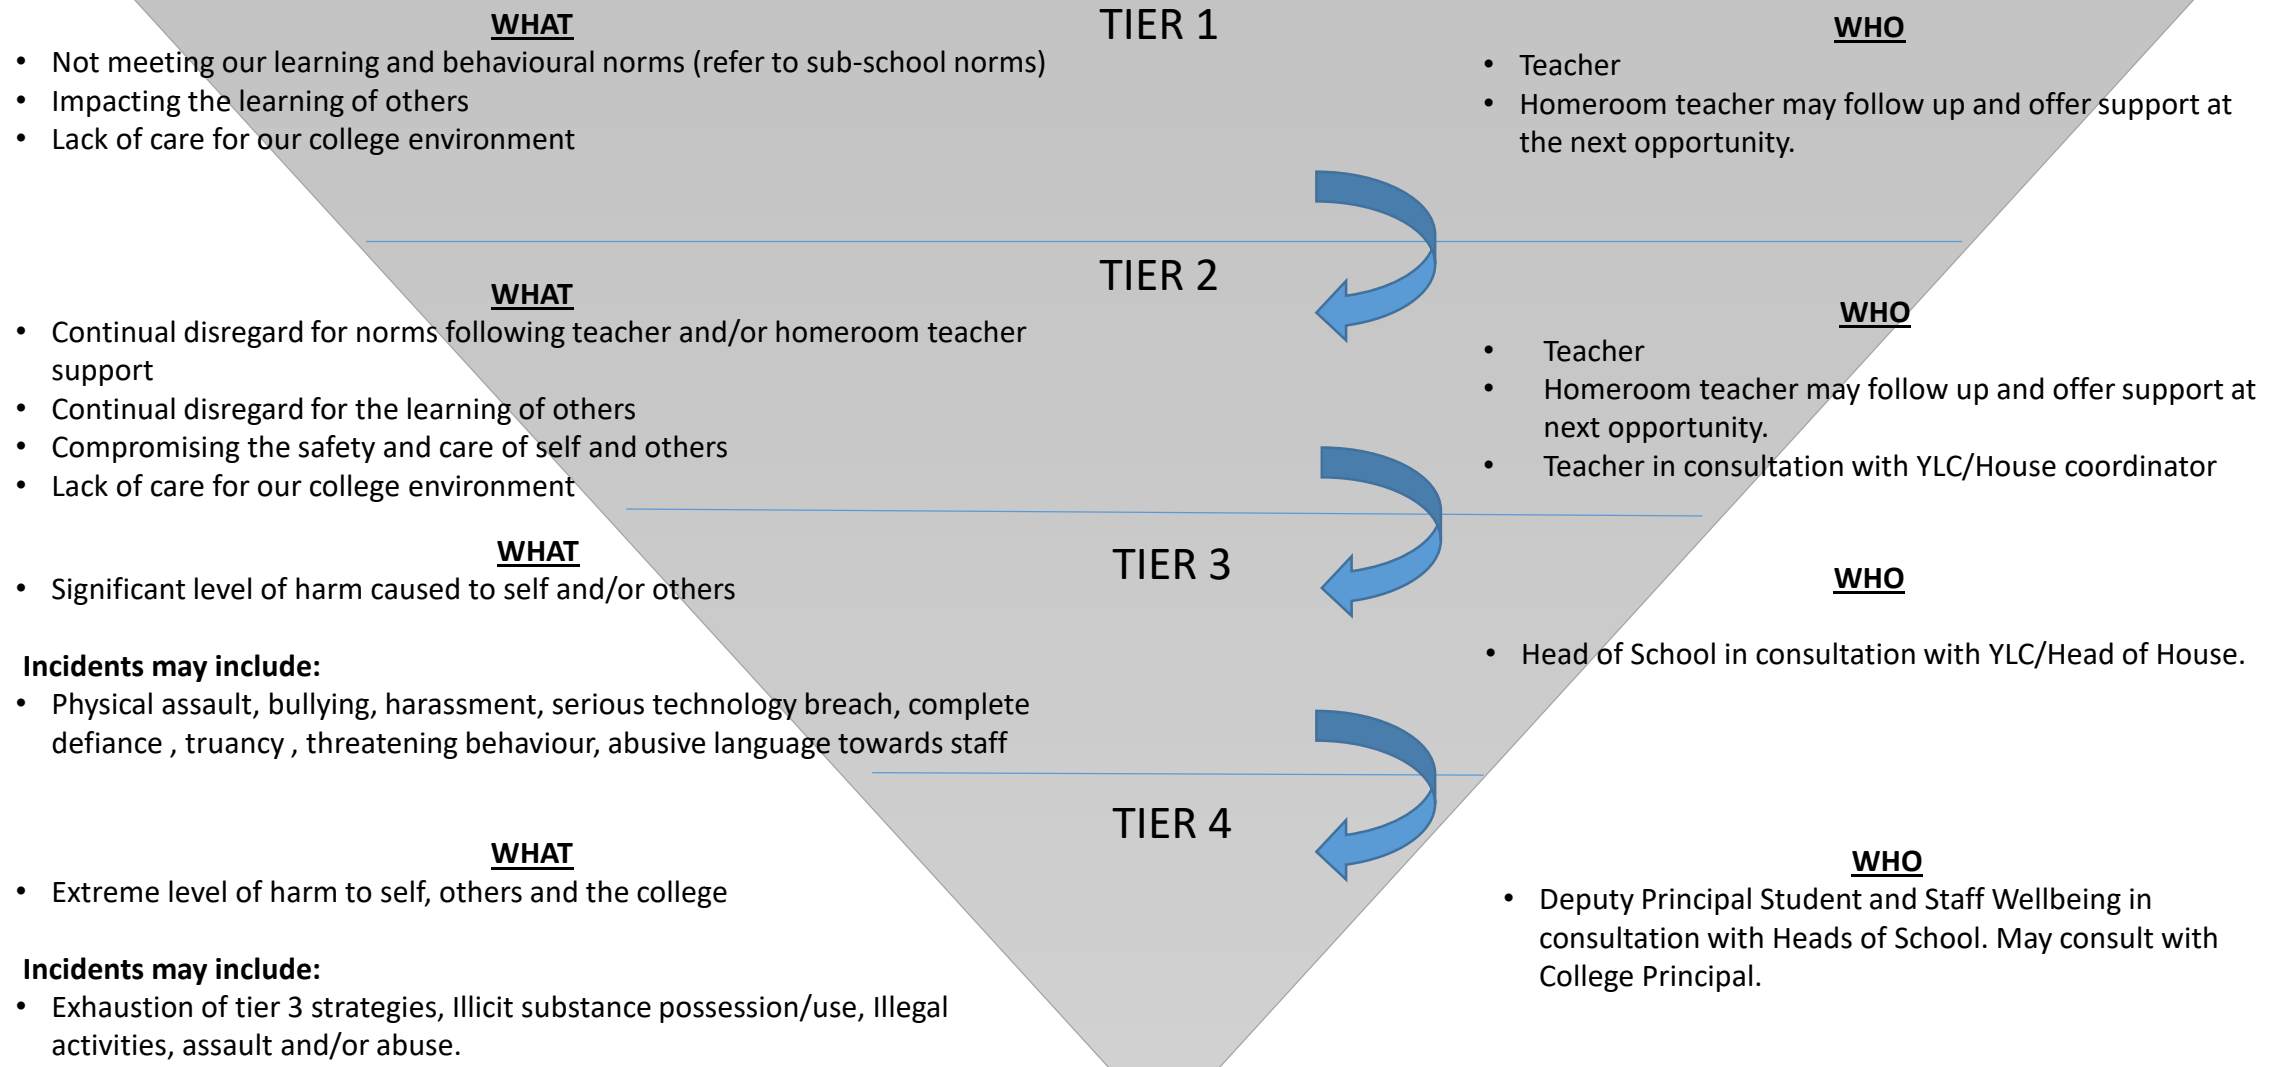 TIER 1
WHAT
• Not meeting our learning and behavioural norms (refer to sub-school norms)
• Impacting the learning of others
• Lack of care for our college environment
WHO
• Teacher
• Homeroom teacher may follow up and offer support at
the next opportunity.
TIER 2
WHAT
• Continual disregard for norms following teacher and/or homeroom teacher
support
• Continual disregard for the learning of others
• Compromising the safety and care of self and others
• Lack of care for our college environment
WHO
• Teacher
• Homeroom teacher may follow up and offer support at
next opportunity.
• Teacher in consultation with YLC/House coordinator
TIER 3
WHAT
• Significant level of harm caused to self and/or others
Incidents may include:
• Physical assault, bullying, harassment, serious technology breach, complete
defiance , truancy , threatening behaviour, abusive language towards staff
WHO
• Head of School in consultation with YLC/Head of House.
TIER 4
WHAT
• Extreme level of harm to self, others and the college
Incidents may include:
• Exhaustion of tier 3 strategies, Illicit substance possession/use, Illegal
activities, assault and/or abuse.
WHO
• Deputy Principal Student and Staff Wellbeing in
consultation with Heads of School. May consult with
College Principal.